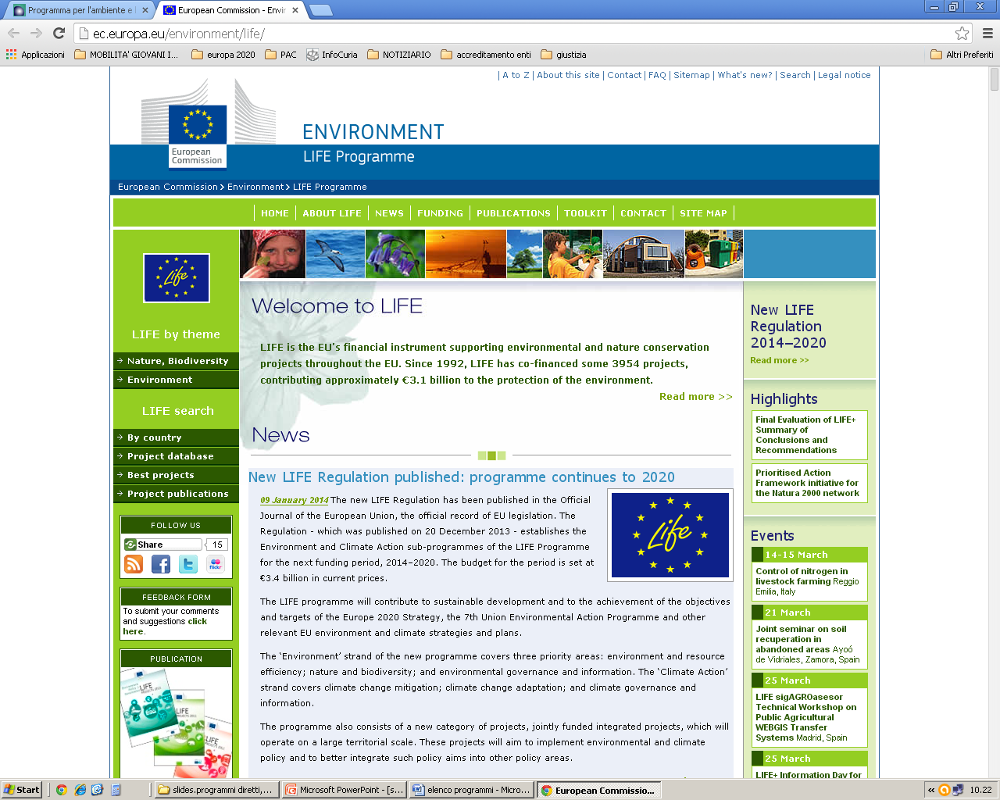 Programma per l'ambiente e
European Commission - Envir
ec.europa.eu/environment/life/
Applicazioni
MOBILITA' GIOVANI I...
europa 2020
PAC
InfoCuria
NOTIZIARIO
accreditamento enti
giustizia
Altri Preferiti
| A to Z | About this site | Contact | FAQ | Sitemap | What's new? | Search | Legal notice
European
Commission
ENVIRONMENT
LIFE Programme
European Commission > Environment > LIFE Programme
HOME | ABOUT LIFE | NEWS | FUNDING | PUBLICATIONS | TOOLKIT | CONTACT | SITE MAP
Life
LIFE by theme
Nature, Biodiversity
Environment
LIFE search
By country
Project database
Best projects
Project publications
FOLLOW US
Share 15
flickr
FEEDBACK FORM
To submit your comments
and suggestions click
here.
PUBLICATION
Welcome to LIFE
LIFE is the EU's financial instrument supporting environmental and nature conservation
projects throughout the EU. Since 1992, LIFE has co-financed some 3954 projects,
contributing approximately €3.1 billion to the protection of the environment.
Read more >>
News
New LIFE Regulation published: programme continues to 2020
09 January 2014 The new LIFE Regulation has been published in the Official
Journal of the European Union, the official record of EU legislation. The
Regulation - which was published on 20 December 2013 - establishes the
Environment and Climate Action sub-programmes of the LIFE Programme
for the next funding period, 2014–2020. The budget for the period is set at
€3.4 billion in current prices.
Life
The LIFE programme will contribute to sustainable development and to the achievement of the objectives
and targets of the Europe 2020 Strategy, the 7th Union Environmental Action Programme and other
relevant EU environment and climate strategies and plans.
The ‘Environment’ strand of the new programme covers three priority areas: environment and resource
efficiency; nature and biodiversity; and environmental governance and information. The ‘Climate Action’
strand covers climate change mitigation; climate change adaptation; and climate governance and
information.
The programme also consists of a new category of projects, jointly funded integrated projects, which will
operate on a large territorial scale. These projects will aim to implement environmental and climate
policy and to better integrate such policy aims into other policy areas.
New LIFE
Regulation
2014–2020
Read more >>
Highlights
Final Evaluation of LIFE+
Summary of
Conclusions and
Recommendations
Prioritised Action
Framework initiative for
the Natura 2000 network
Events
14-15 March
Control of nitrogen in
livestock farming Reggio
Emilia, Italy
21 March
Joint seminar on soil
recuperation in
abandoned areas Ayoó
de Vidriales, Zamora, Spain
25 March
LIFE sigAGROasesor
Technical Workshop on
Public Agricultural
WEBGIS Transfer
Systems Madrid, Spain
25 March
LIFE+ Information Day for
Start
slides.programmi diretti,...
Microsoft PowerPoint - [s...
elenco programmi - Micro...
European Commissio...
10.22